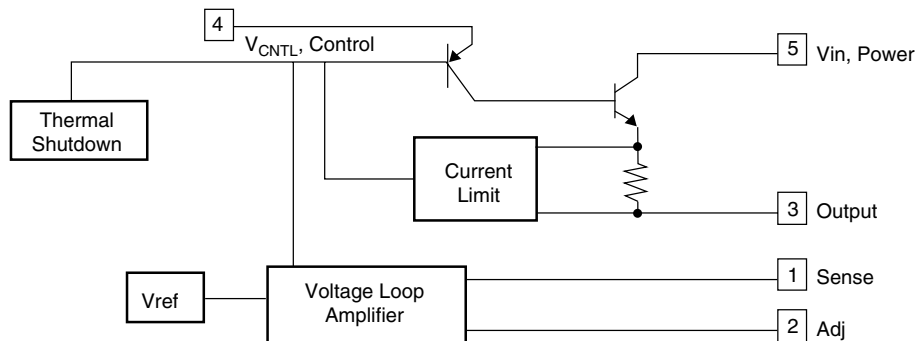 4
V_CNTL, Control
5 Vin, Power
Thermal
Shutdown
Current
Limit
3 Output
1 Sense
Voltage Loop
Amplifier
Vref
2 Adj